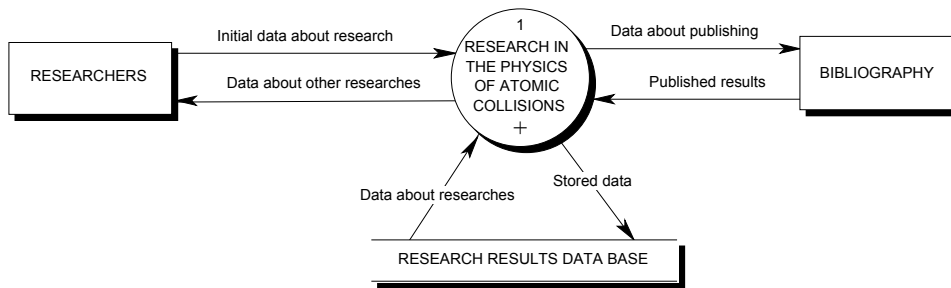 1
RESEARCH IN
THE PHYSICS
OF ATOMIC
COLLISIONS
+
Initial data about research
Data about other researches
RESEARCHERS
Data about publishing
Published results
BIBLIOGRAPHY
Data about researches
Stored data
RESEARCH RESULTS DATA BASE